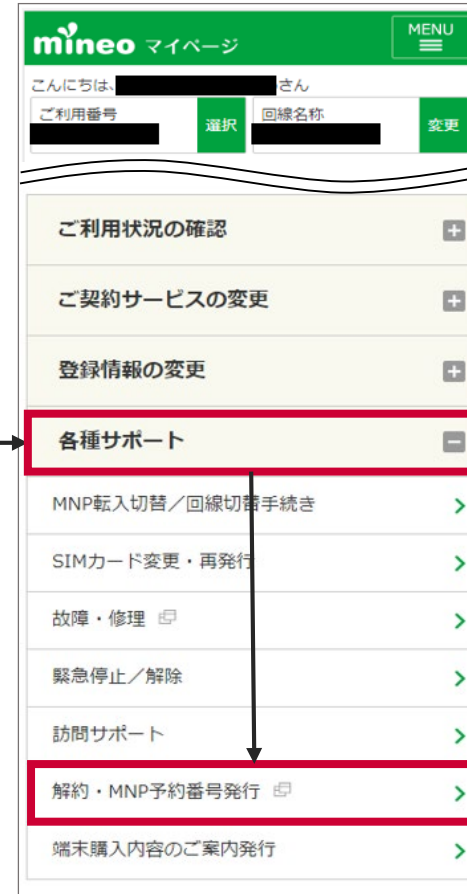 mineo マイページ
MENU
こんにちは、 さん
ご利用番号
選択
回線名称
変更
ご利用状況の確認
ご契約サービスの変更
登録情報の変更
各種サポート
MNP転入切替／回線切替手続き
SIMカード変更・再発行
故障・修理
緊急停止／解除
訪問サポート
解約・MNP予約番号発行
端末購入内容のご案内発行